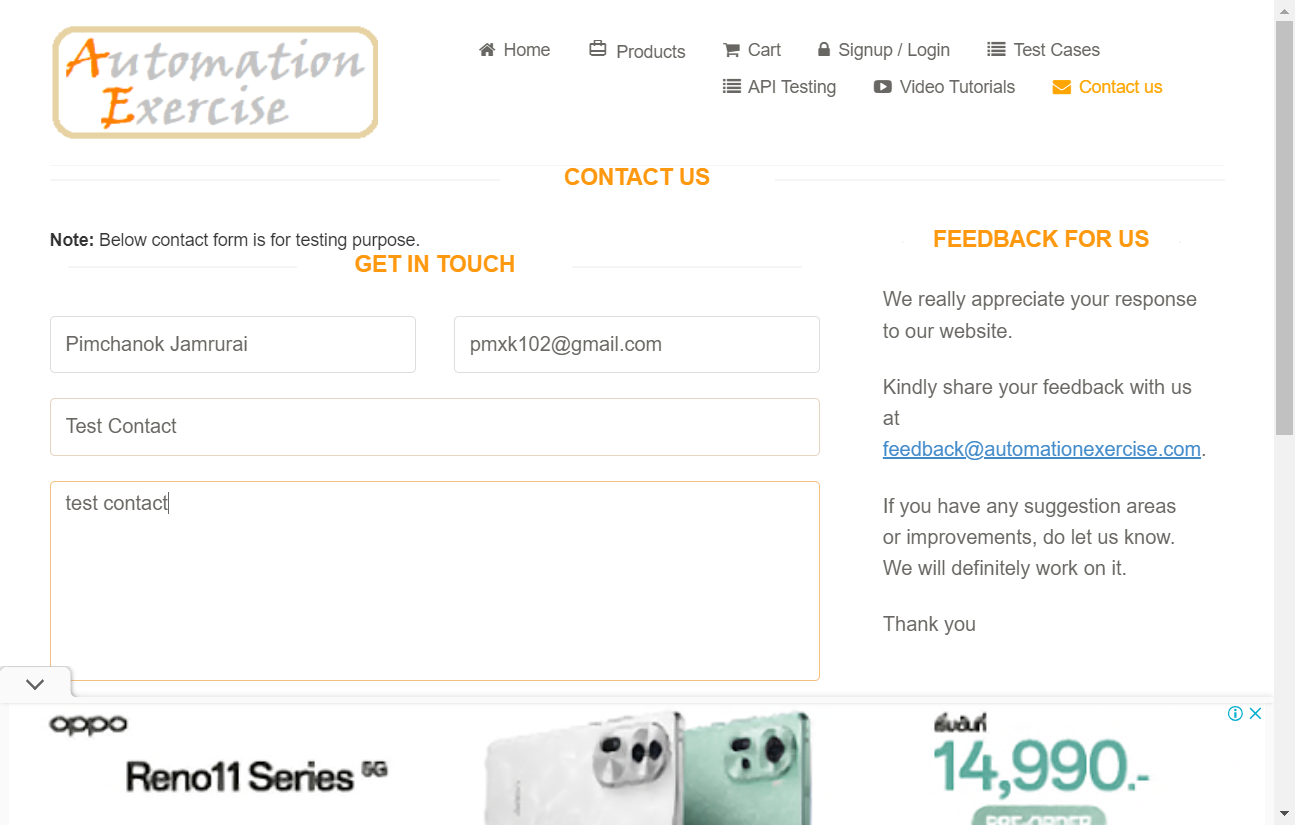 Automation
Exercise
Home
Products
Cart
Signup / Login
Test Cases
API Testing
Video Tutorials
Contact us
CONTACT US
Note: Below contact form is for testing purpose.
GET IN TOUCH
Pimchanok Jamrurai
pmxk102@gmail.com
Test Contact
test contact
FEEDBACK FOR US
We really appreciate your response
to our website.
Kindly share your feedback with us
at
feedback@automationexercise.com.
If you have any suggestion areas
or improvements, do let us know.
We will definitely work on it.
Thank you
oppo
Reno11 Series 5G
เริ่มต้นที่
14,990.-
PRE-ORDER